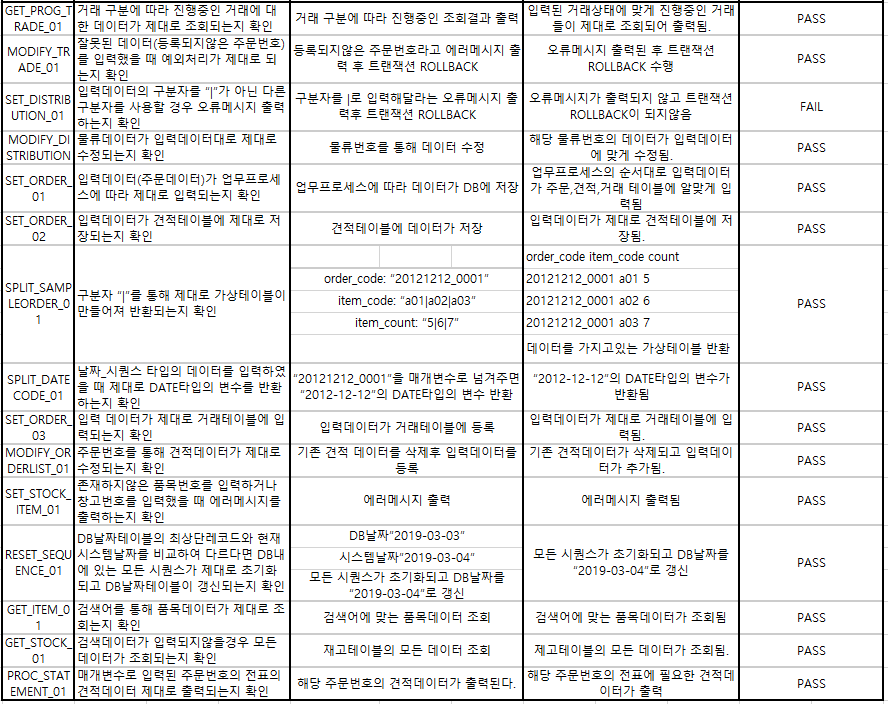 GET_PROG_T
RADE_01
거래 구분에 따라 진행중인 거래에 대
한 데이터가 제대로 조회되는지 확인
거래 구분에 따라 진행중인 조회결과 출력
입력된 거래상태에 맞게 진행중인 거래
들이 제대로 조회되어 출력됨.
PASS
MODIFY_TR
ADE_01
잘못된 데이터(등록되지않은 주문번호)
를 입력했을 때 예외처리가 제대로 되
는지 확인
등록되지않은 주문번호라고 에러메시지 출
력 후 트랜잭션 ROLLBACK
오류메시지 출력된 후 트랜잭션
ROLLBACK 수행
PASS
SET_DISTRIB
UTION_01
입력데이터의 구분자를 "|"가 아닌 다른
구분자를 사용할 경우 오류메시지 출력
하는지 확인
구분자를 |로 입력해달라는 오류메시지 출
력후 트랜잭션 ROLLBACK
오류메시지가 출력되지 않고 트랜잭션
ROLLBACK이 되지않음
FAIL
MODIFY_DI
STRIBUTION
물류데이터가 입력데이터대로 제대로
수정되는지 확인
물류번호를 통해 데이터 수정
해당 물류번호의 데이터가 입력데이터
에 맞게 수정됨.
PASS
SET_ORDER_
01
입력데이터(주문데이터)가 업무프로세
스에 따라 제대로 입력되는지 확인
업무프로세스에 따라 데이터가 DB에 저장
업무프로세스의 순서대로 입력데이터
가 주문,견적,거래 테이블에 알맞게 입
력됨
PASS
SET_ORDER_
02
입력데이터가 견적테이블에 제대로 저
장되는지 확인
견적테이블에 데이터가 저장
입력데이터가 제대로 견적테이블에 저
장됨.
PASS
SPLIT_SAMP
LEORDER_0
1
구분자 "|"를 통해 제대로 가상테이블이
만들어져 반환되는지 확인
order_code: "20121212_0001"
item_code: "a01|a02|a03"
item_count: "5|6|7"
order_code item_code count
20121212_0001 a01 5
20121212_0001 a02 6
20121212_0001 a03 7
데이터를 가지고있는 가상테이블 반환
PASS
SPLIT_DATE
CODE_01
날짜_시퀀스 타입의 데이터를 입력하였
을 때 제대로 DATE타입의 변수를 반환
하는지 확인
"20121212_0001"을 매개변수로 넘겨주면
"2012-12-12"의 DATE타입의 변수 반환
"2012-12-12"의 DATE타입의 변수가
반환됨
PASS
SET_ORDER_
03
입력 데이터가 제대로 거래테이블에 입
력되는지 확인
입력데이터가 거래테이블에 등록
입력데이터가 제대로 거래테이블에 입
력됨.
PASS
MODIFY_OR
DERLIST_01
주문번호를 통해 견적데이터가 제대로
수정되는지 확인
기존 견적 데이터를 삭제후 입력데이터를
등록
기존 견적데이터가 삭제되고 입력데이
터가 추가됨.
PASS
SET_STOCK_
ITEM_01
존재하지않은 품목번호를 입력하거나
창고번호를 입력했을 때 에러메시지를
출력하는지 확인
에러메시지 출력
에러메시지 출력됨
PASS
RESET_SEQU
ENCE_01
DB날짜테이블의 최상단레코드와 현재
시스템날짜를 비교하여 다르다면 DB내
에 있는 모든 시퀀스가 제대로 초기화
되고 DB날짜테이블이 갱신되는지 확인
DB날짜"2019-03-03"
시스템날짜"2019-03-04"
모든 시퀀스가 초기화되고 DB날짜를
"2019-03-04"로 갱신
모든 시퀀스가 초기화되고 DB날짜를
"2019-03-04"로 갱신
PASS
GET_ITEM_0
1
검색어를 통해 품목데이터가 제대로 조
회는지 확인
검색어에 맞는 품목데이터 조회
검색어에 맞는 품목데이터가 조회됨
PASS
GET_STOCK_
01
검색데이터가 입력되지않을경우 모든
데이터가 조회되는지 확인
재고테이블의 모든 데이터 조회
제고테이블의 모든 데이터가 조회됨.
PASS
PROC_STAT
EMENT_01
매개변수로 입력된 주문번호의 전표의
견적데이터 제대로 출력되는지 확인
해당 주문번호의 견적데이터가 출력된다.
해당 주문번호의 전표에 필요한 견적데
이터가 출력
PASS